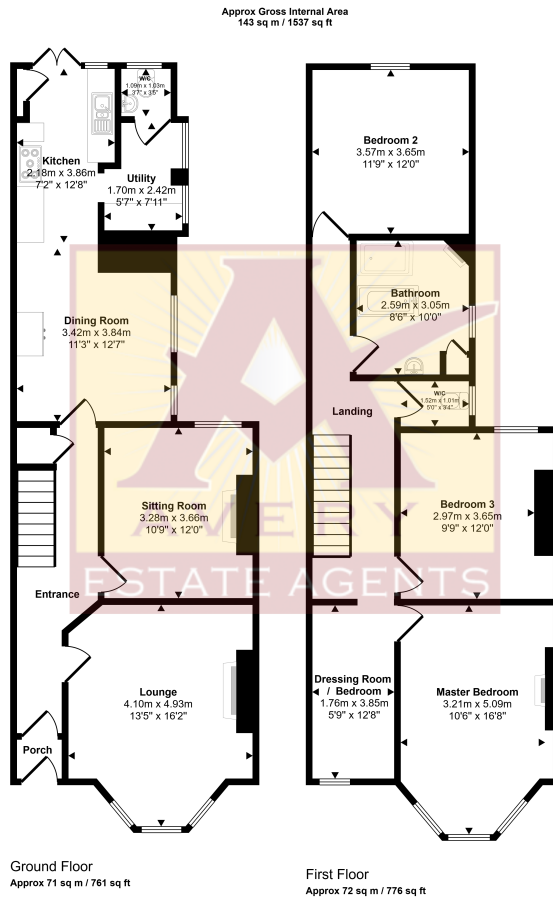 Approx Gross Internal Area
143 sq m / 1537 sq ft
W/C
1.09m x 1.03m
3'7" x 3'5"
Kitchen
2.18m x 3.86m
7'2" x 12'8"
Utility
1.70m x 2.42m
5'7" x 7'11"
Dining Room
3.42m x 3.84m
11'3" x 12'7"
Sitting Room
3.28m x 3.66m
10'9" x 12'0"
Entrance
Lounge
4.10m x 4.93m
13'5" x 16'2"
Porch
Ground Floor
Approx 71 sq m / 761 sq ft
Bedroom 2
3.57m x 3.65m
11'9" x 12'0"
Bathroom
2.59m x 3.05m
8'6" x 10'0"
W/C
1.52m x 1.01m
5'0" x 3'4"
Landing
Bedroom 3
2.97m x 3.65m
9'9" x 12'0"
Dressing Room
/ Bedroom
1.76m x 3.85m
5'9" x 12'8"
Master Bedroom
3.21m x 5.09m
10'6" x 16'8"
First Floor
Approx 72 sq m / 776 sq ft
AVERY
ESTATE AGENTS